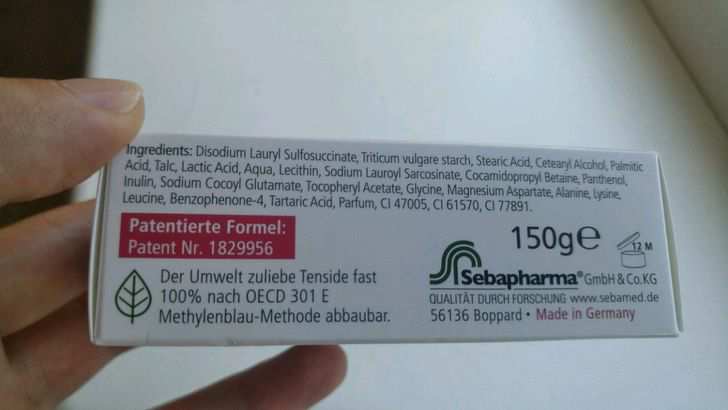 Ingredients: Disodium Lauryl Sulfosuccinate, Triticum vulgare starch, Stearic Acid, Cetearyl Alcohol, Palmitic
Acid, Talc, Lactic Acid, Aqua, Lecithin, Sodium Lauroyl Sarcosinate, Cocamidopropyl Betaine, Panthenol,
Inulin, Sodium Cocoyl Glutamate, Tocopheryl Acetate, Glycine, Magnesium Aspartate, Alanine, Lysine,
Leucine, Benzophenone-4, Tartaric Acid, Parfum, CI 47005, CI 61570, CI 77891.
Patentierte Formel:
Patent Nr. 1829956
150g e
12 M
Der Umwelt zuliebe Tenside fast
100% nach OECD 301 E
Methylenblau-Methode abbaubar.
Sebapharma® GmbH & Co. KG
QUALITÄT DURCH FORSCHUNG www.sebamed.de
56136 Boppard • Made in Germany